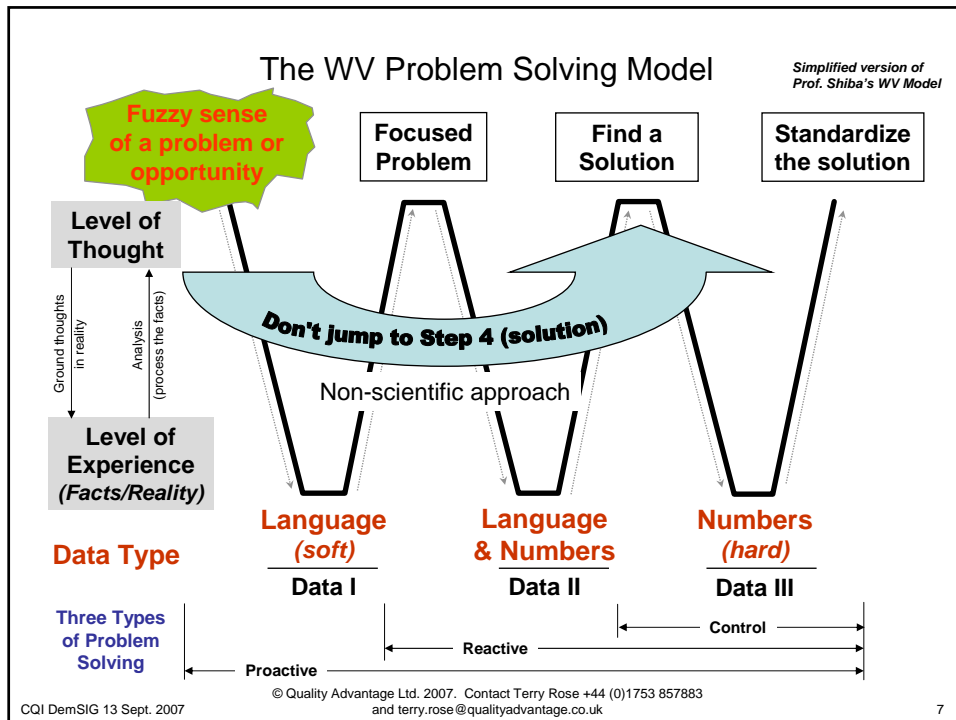 The WV Problem Solving Model
Simplified version of
Prof. Shiba's WV Model
Fuzzy sense
of a problem or
opportunity
Focused
Problem
Find a
Solution
Standardize
the solution
Level of
Thought
Ground thoughts
in reality
Analysis
(process the facts)
Don't jump to Step 4 (solution)
Non-scientific approach
Level of
Experience
(Facts/Reality)
Data Type
Language
(soft)
Data I
Language
& Numbers
Data II
Numbers
(hard)
Data III
Three Types
of Problem
Solving
Control
Reactive
Proactive
© Quality Advantage Ltd. 2007. Contact Terry Rose +44 (0)1753 857883
and terry.rose@qualityadvantage.co.uk
CQI DemSIG 13 Sept. 2007
7